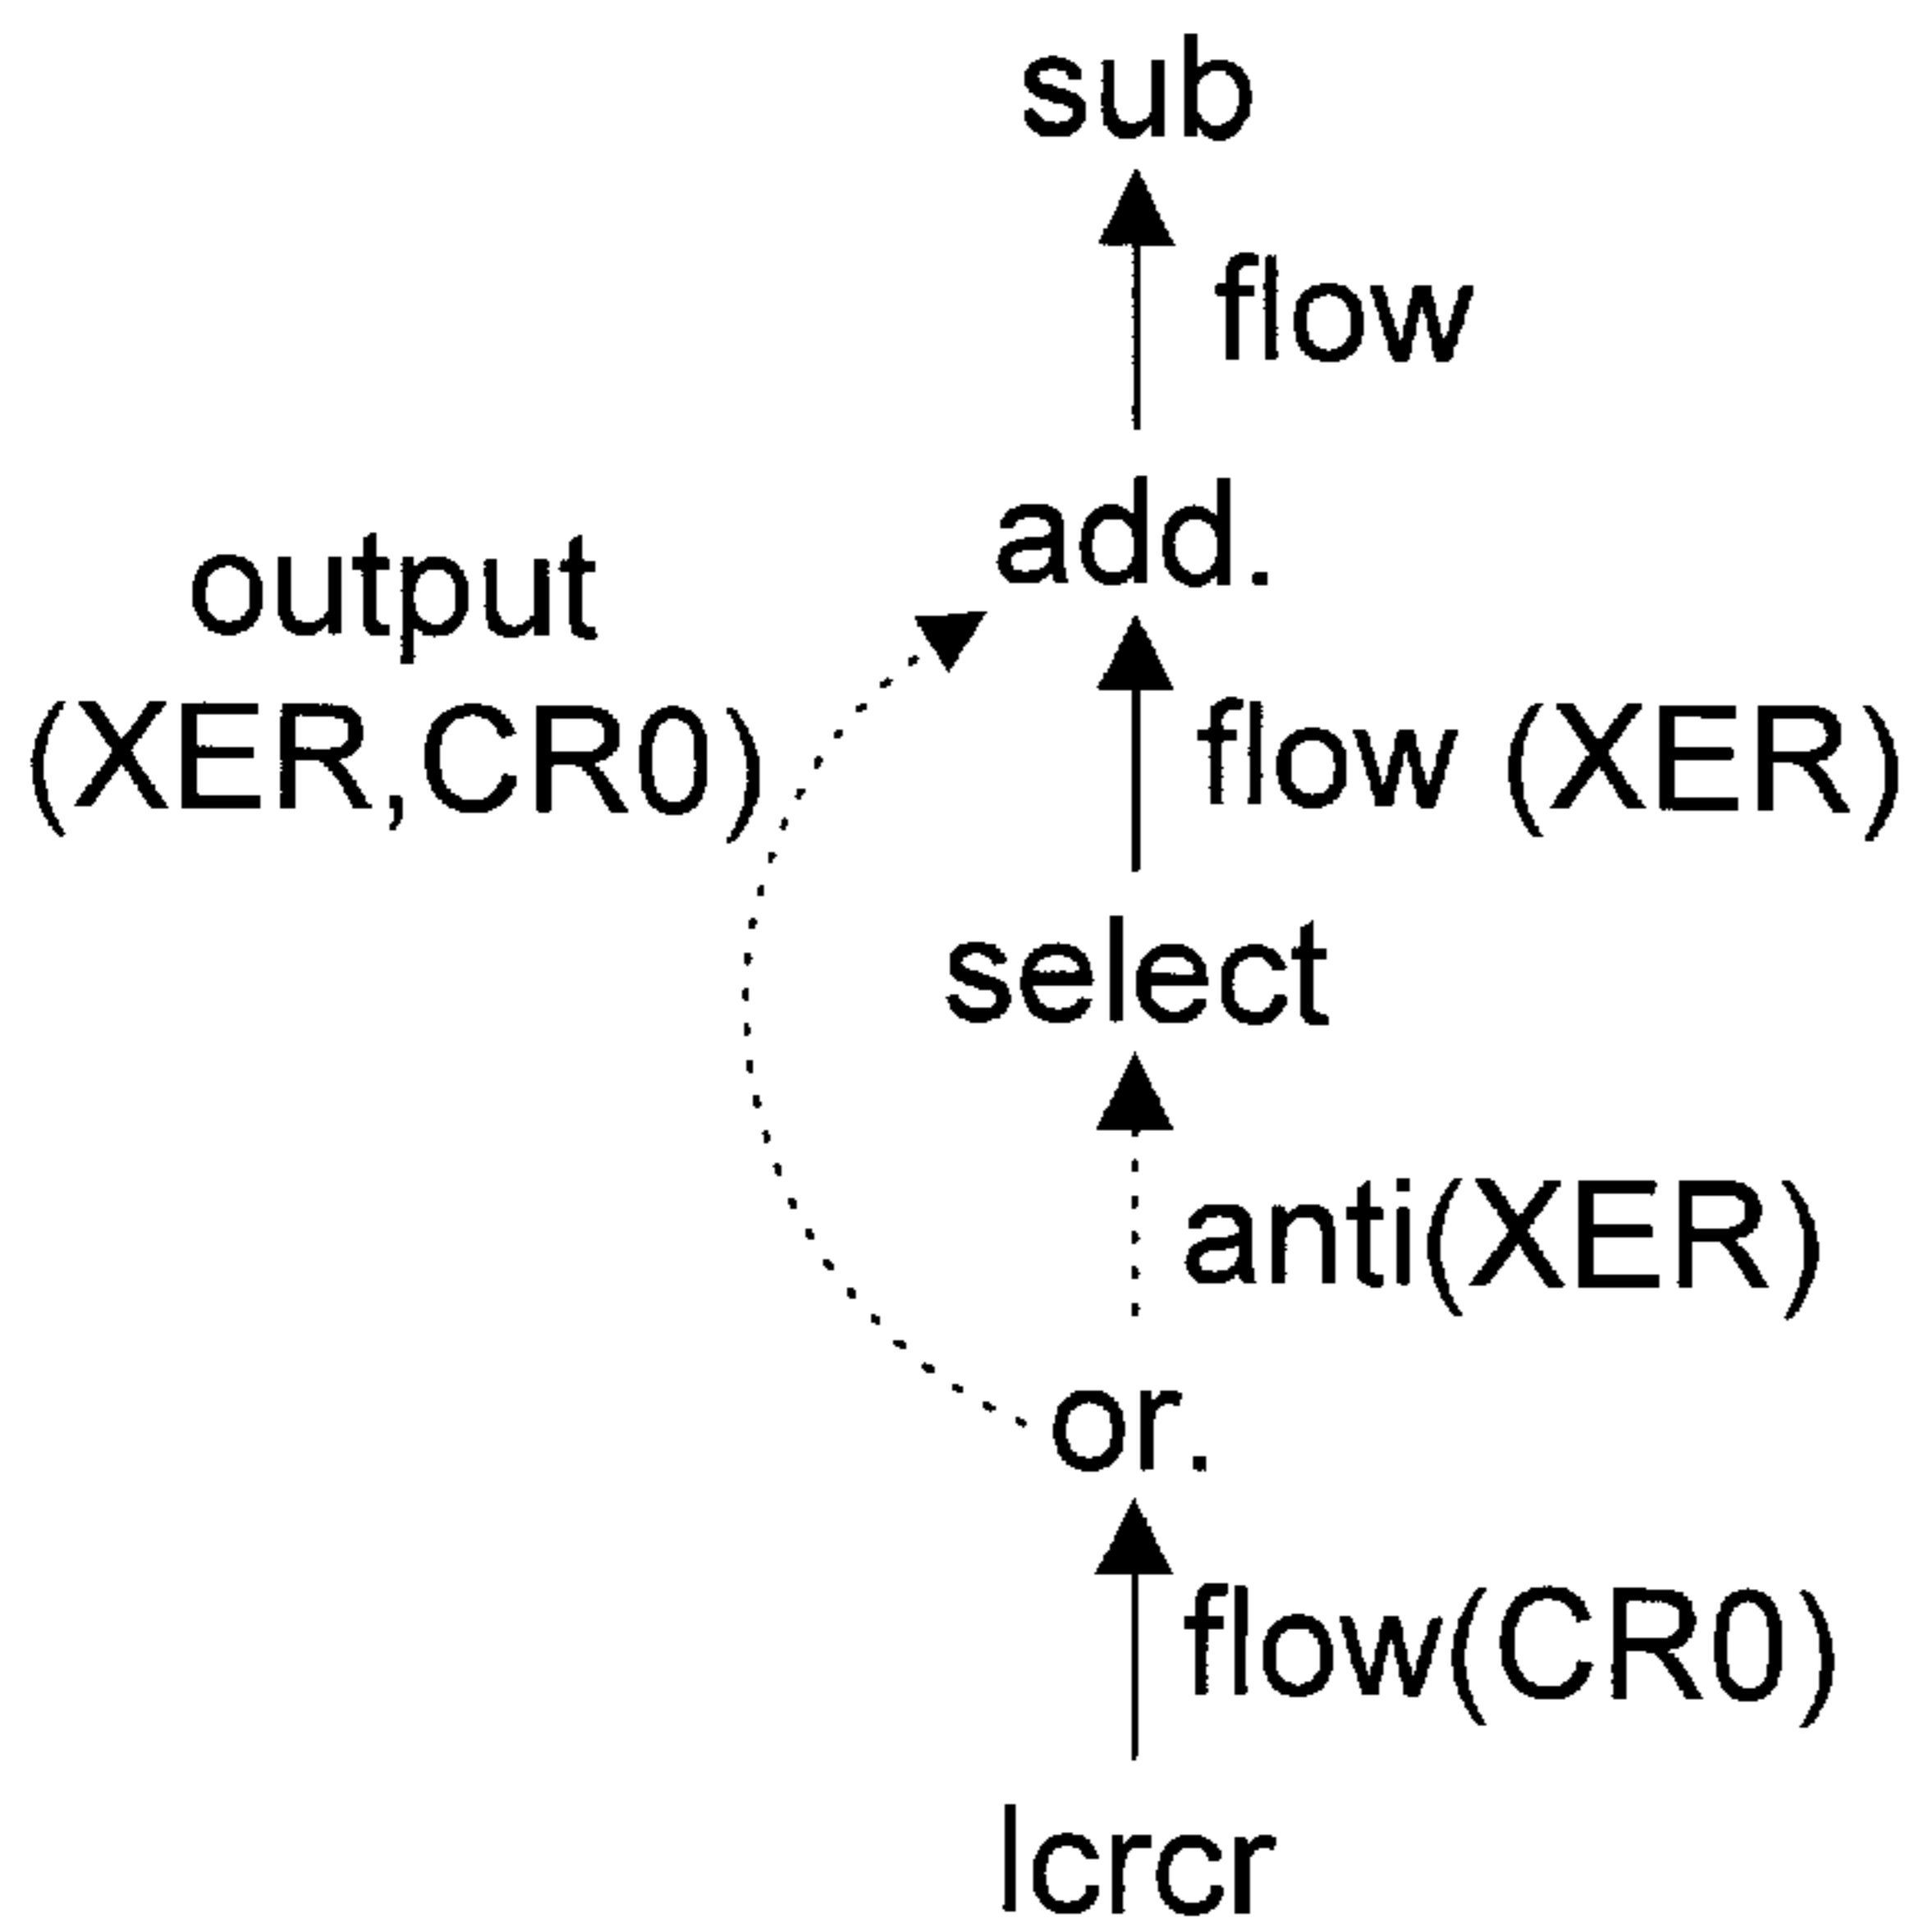 sub
flow
add.
output
(XER,CR0)
flow (XER)
select
anti(XER)
or.
flow(CR0)
lcrcr